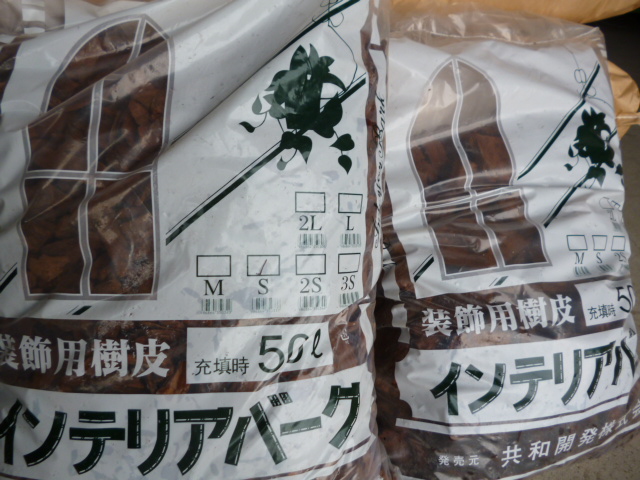 2L L
M S 2S 3S
装飾用樹皮
充填時 50ℓ
インテリアバーク
M S
装飾用樹皮
充填時
インテリアバ
発売元 共和開発株式